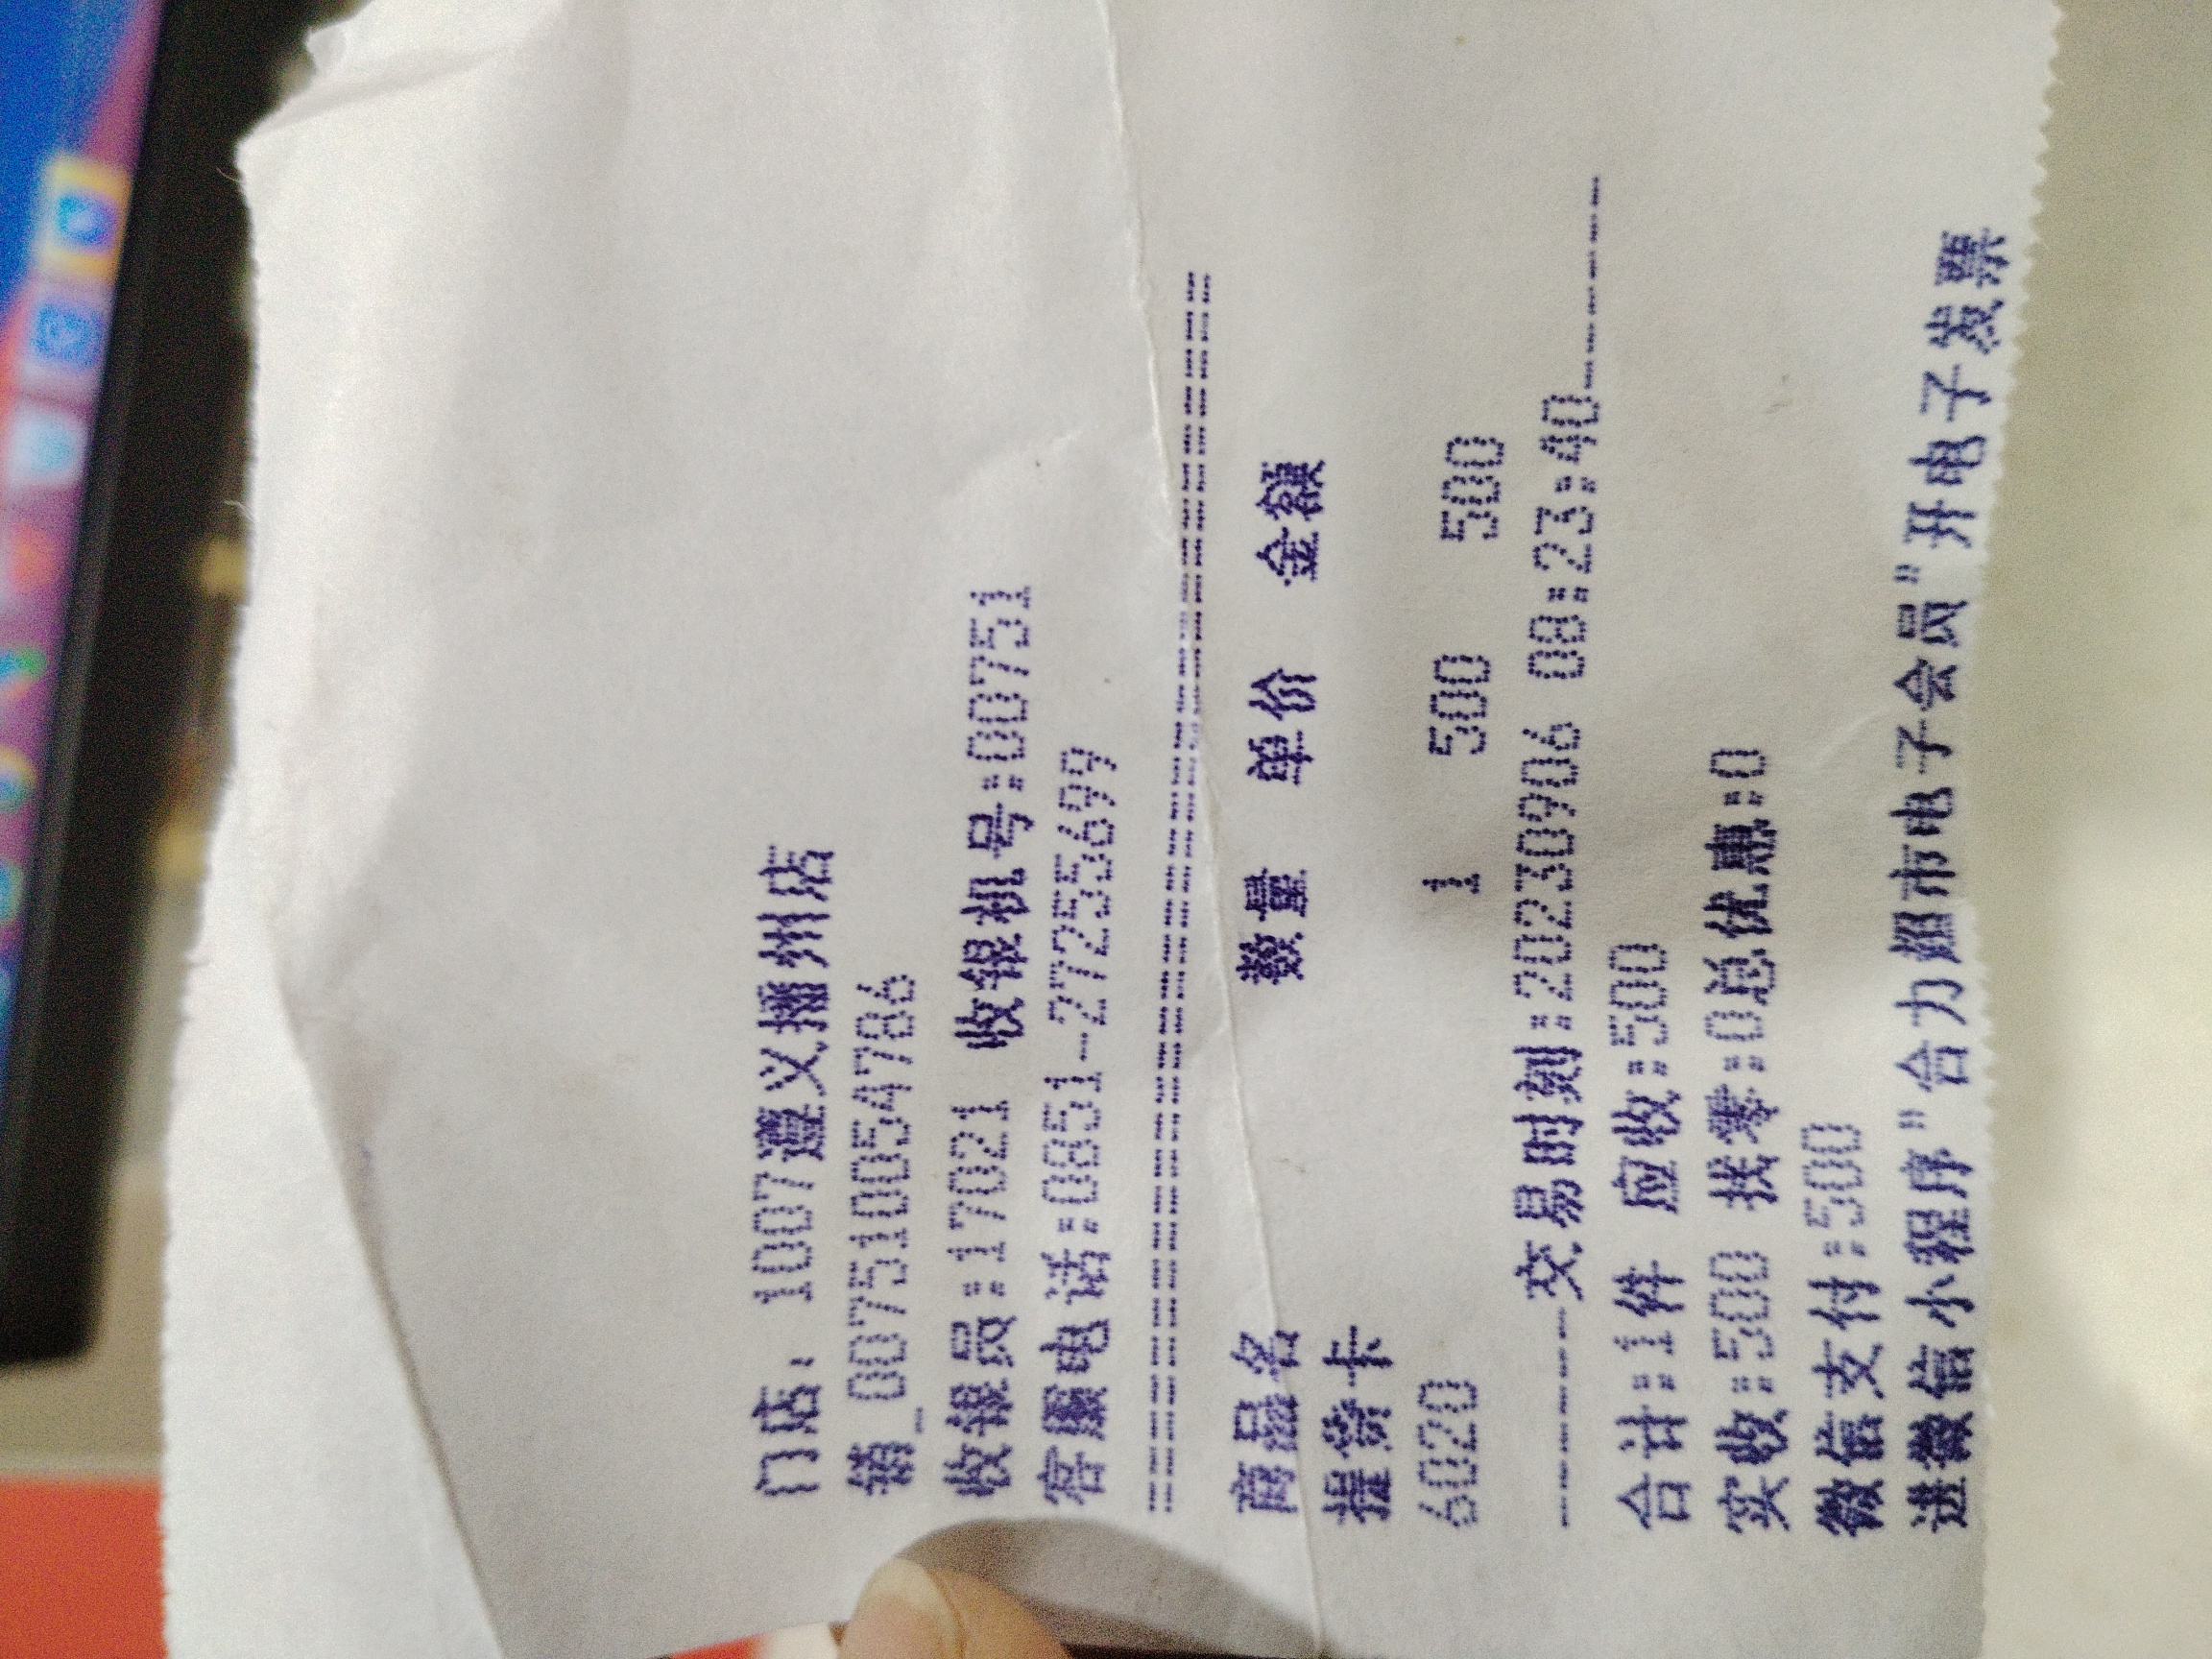 门店: 1007遵义播州店
销_007510054786
收银员:17021 收银机号:00751
客服电话:0851-27255699
商品名 数量 单价 金额
提货卡
6020 1 500 500
--------交易时刻:20230906 08:23:40--------
合计:1件 应收:500
实收:500 找零:0总优惠:0
微信支付:500
进微信小程序"合力超市电子会员"开电子发票